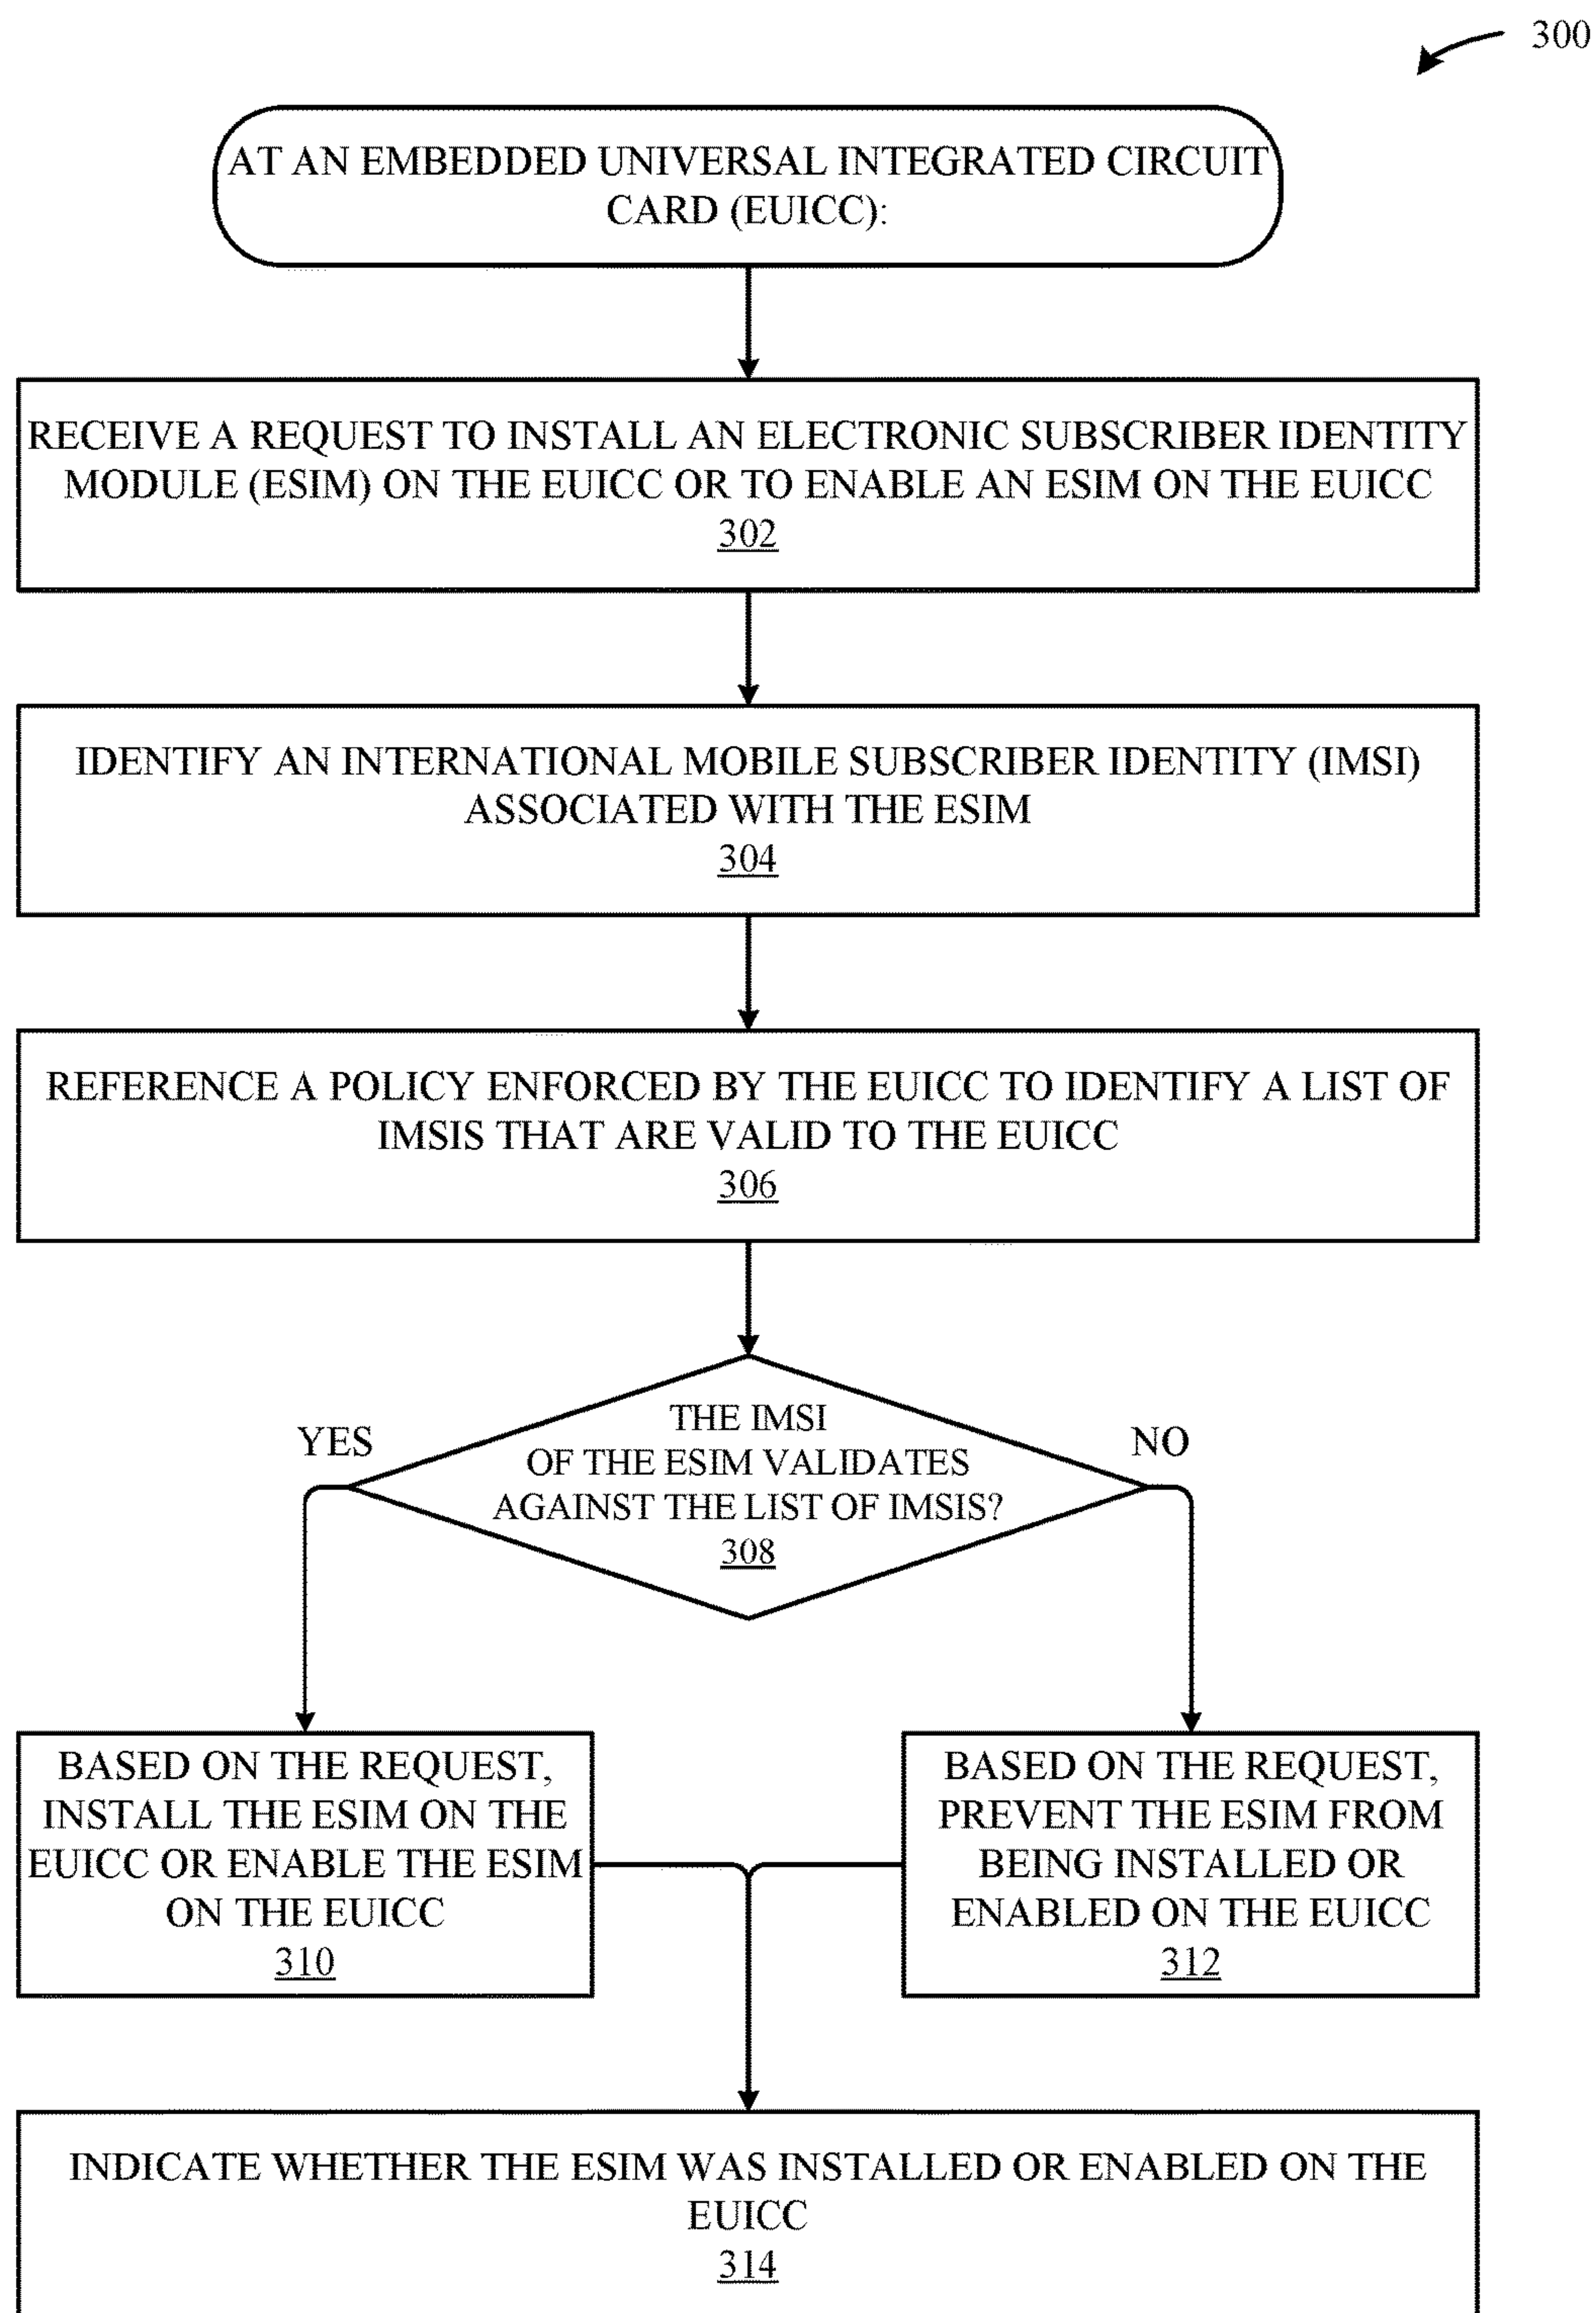 300
AT AN EMBEDDED UNIVERSAL INTEGRATED CIRCUIT
CARD (EUICC):
RECEIVE A REQUEST TO INSTALL AN ELECTRONIC SUBSCRIBER IDENTITY
MODULE (ESIM) ON THE EUICC OR TO ENABLE AN ESIM ON THE EUICC
302
IDENTIFY AN INTERNATIONAL MOBILE SUBSCRIBER IDENTITY (IMSI)
ASSOCIATED WITH THE ESIM
304
REFERENCE A POLICY ENFORCED BY THE EUICC TO IDENTIFY A LIST OF
IMSIS THAT ARE VALID TO THE EUICC
306
THE IMSI
OF THE ESIM VALIDATES
AGAINST THE LIST OF IMSIS?
308
YES
NO
BASED ON THE REQUEST,
INSTALL THE ESIM ON THE
EUICC OR ENABLE THE ESIM
ON THE EUICC
310
BASED ON THE REQUEST,
PREVENT THE ESIM FROM
BEING INSTALLED OR
ENABLED ON THE EUICC
312
INDICATE WHETHER THE ESIM WAS INSTALLED OR ENABLED ON THE
EUICC
314